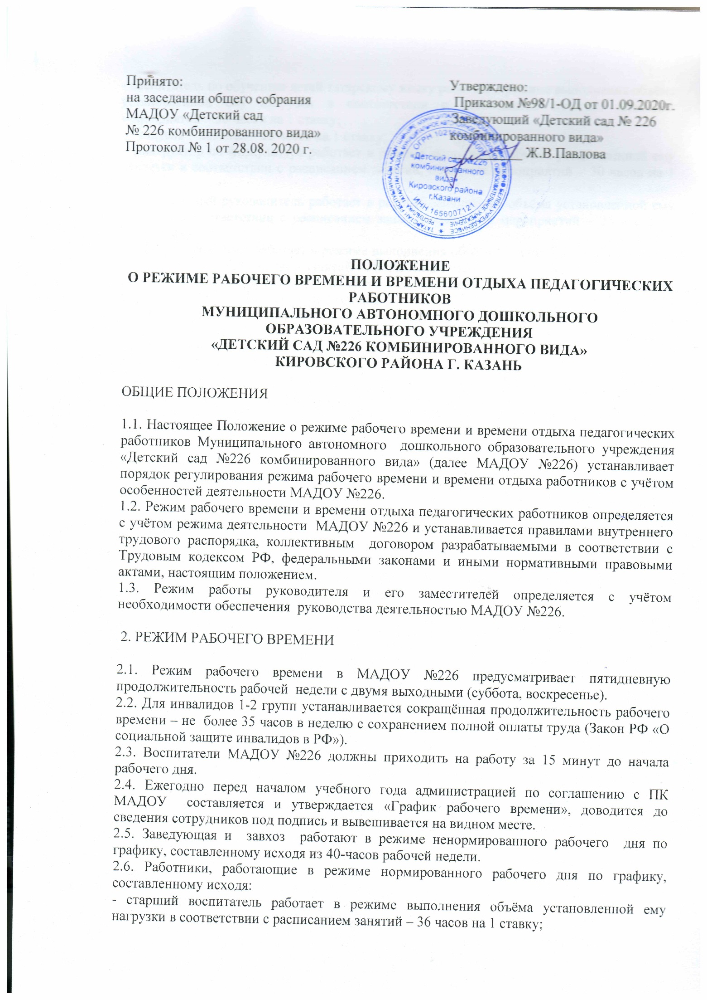 Принято:
на заседании общего собрания
МАДОУ «Детский сад
№ 226 комбинированного вида»
Протокол № 1 от 28.08. 2020 г.
Утверждено:
Приказом №98/1-ОД от 01.09.2020г.
Заведующий «Детский сад № 226
комбинированного вида»
___________ Ж.В.Павлова
«Детский сад №226
комбинированного
вида»
Кировского района
г.Казани
ИНН 1656007121
ПОЛОЖЕНИЕ
О РЕЖИМЕ РАБОЧЕГО ВРЕМЕНИ И ВРЕМЕНИ ОТДЫХА ПЕДАГОГИЧЕСКИХ
РАБОТНИКОВ
МУНИЦИПАЛЬНОГО АВТОНОМНОГО ДОШКОЛЬНОГО
ОБРАЗОВАТЕЛЬНОГО УЧРЕЖДЕНИЯ
«ДЕТСКИЙ САД №226 КОМБИНИРОВАННОГО ВИДА»
КИРОВСКОГО РАЙОНА Г. КАЗАНЬ
ОБЩИЕ ПОЛОЖЕНИЯ
1.1. Настоящее Положение о режиме рабочего времени и времени отдыха педагогических
работников Муниципального автономного дошкольного образовательного учреждения
«Детский сад №226 комбинированного вида» (далее МАДОУ №226) устанавливает
порядок регулирования режима рабочего времени и времени отдыха работников с учётом
особенностей деятельности МАДОУ №226.
1.2. Режим рабочего времени и времени отдыха педагогических работников определяется
с учётом режима деятельности МАДОУ №226 и устанавливается правилами внутреннего
трудового распорядка, коллективным договором разрабатываемыми в соответствии с
Трудовым кодексом РФ, федеральными законами и иными нормативными правовыми
актами, настоящим положением.
1.3. Режим работы руководителя и его заместителей определяется с учётом
необходимости обеспечения руководства деятельностью МАДОУ №226.
2. РЕЖИМ РАБОЧЕГО ВРЕМЕНИ
2.1. Режим рабочего времени в МАДОУ №226 предусматривает пятидневную
продолжительность рабочей недели с двумя выходными (суббота, воскресенье).
2.2. Для инвалидов 1-2 групп устанавливается сокращённая продолжительность рабочего
времени – не более 35 часов в неделю с сохранением полной оплаты труда (Закон РФ «О
социальной защите инвалидов в РФ»).
2.3. Воспитатели МАДОУ №226 должны приходить на работу за 15 минут до начала
рабочего дня.
2.4. Ежегодно перед началом учебного года администрацией по соглашению с ПК
МАДОУ составляется и утверждается «График рабочего времени», доводится до
сведения сотрудников под подпись и вывешивается на видном месте.
2.5. Заведующая и завхоз работают в режиме ненормированного рабочего дня по
графику, составленному исходя из 40-часов рабочей недели.
2.6. Работники, работающие в режиме нормированного рабочего дня по графику,
составленному исходя:
- старший воспитатель работает в режиме выполнения объёма установленной ему
нагрузки в соответствии с расписанием занятий – 36 часов на 1 ставку;